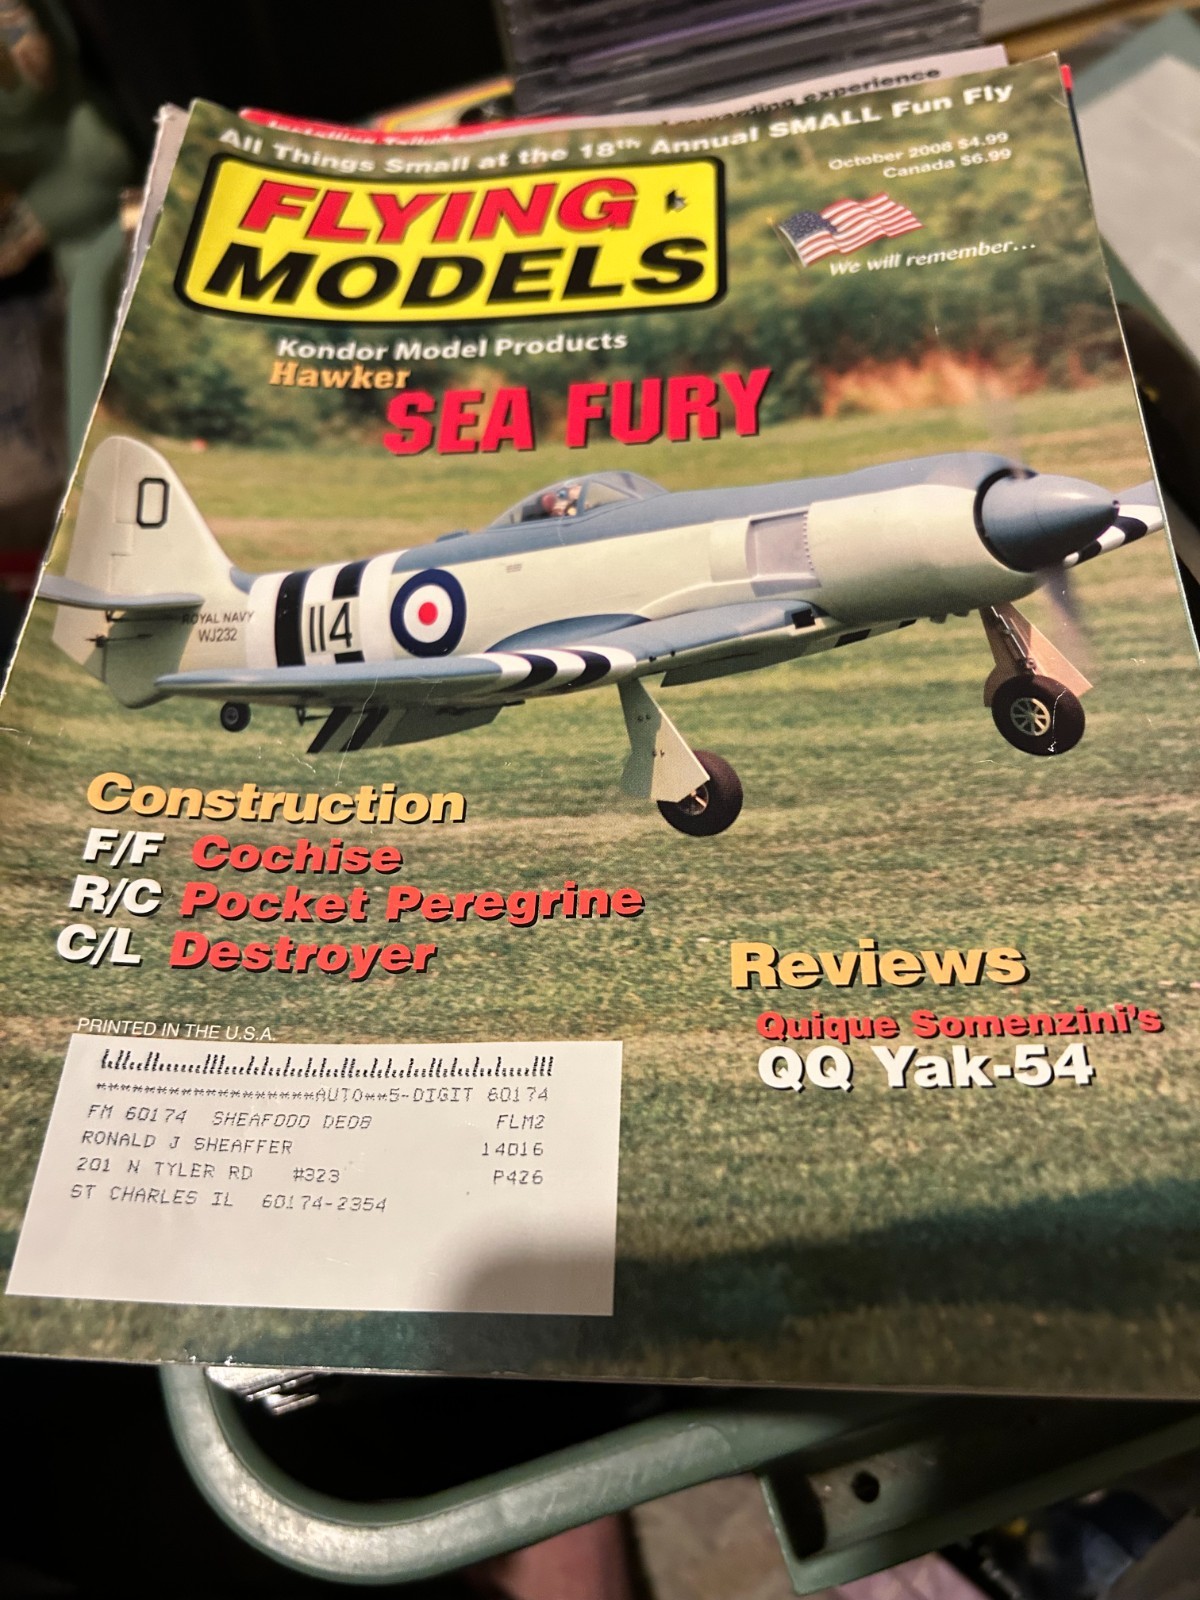 experience
All Things Small at the 18th Annual SMALL Fun Fly
October 2008 $4.99
Canada $6.99
FLYING
MODELS
We will remember...
Kondor Model Products
Hawker
SEA FURY
O
ROYAL NAVY
WJ232
114
Construction
F/F Cochise
R/C Pocket Peregrine
C/L Destroyer
Reviews
Quique Somenzini's
QQ Yak-54
PRINTED IN THE U.S.A.
******************AUTO**5-DIGIT 60174
FM 60174 SHEAF000 DE08 FLM2
RONALD J SHEAFFER 14016
201 N TYLER RD #323 P426
ST CHARLES IL 60174-2354